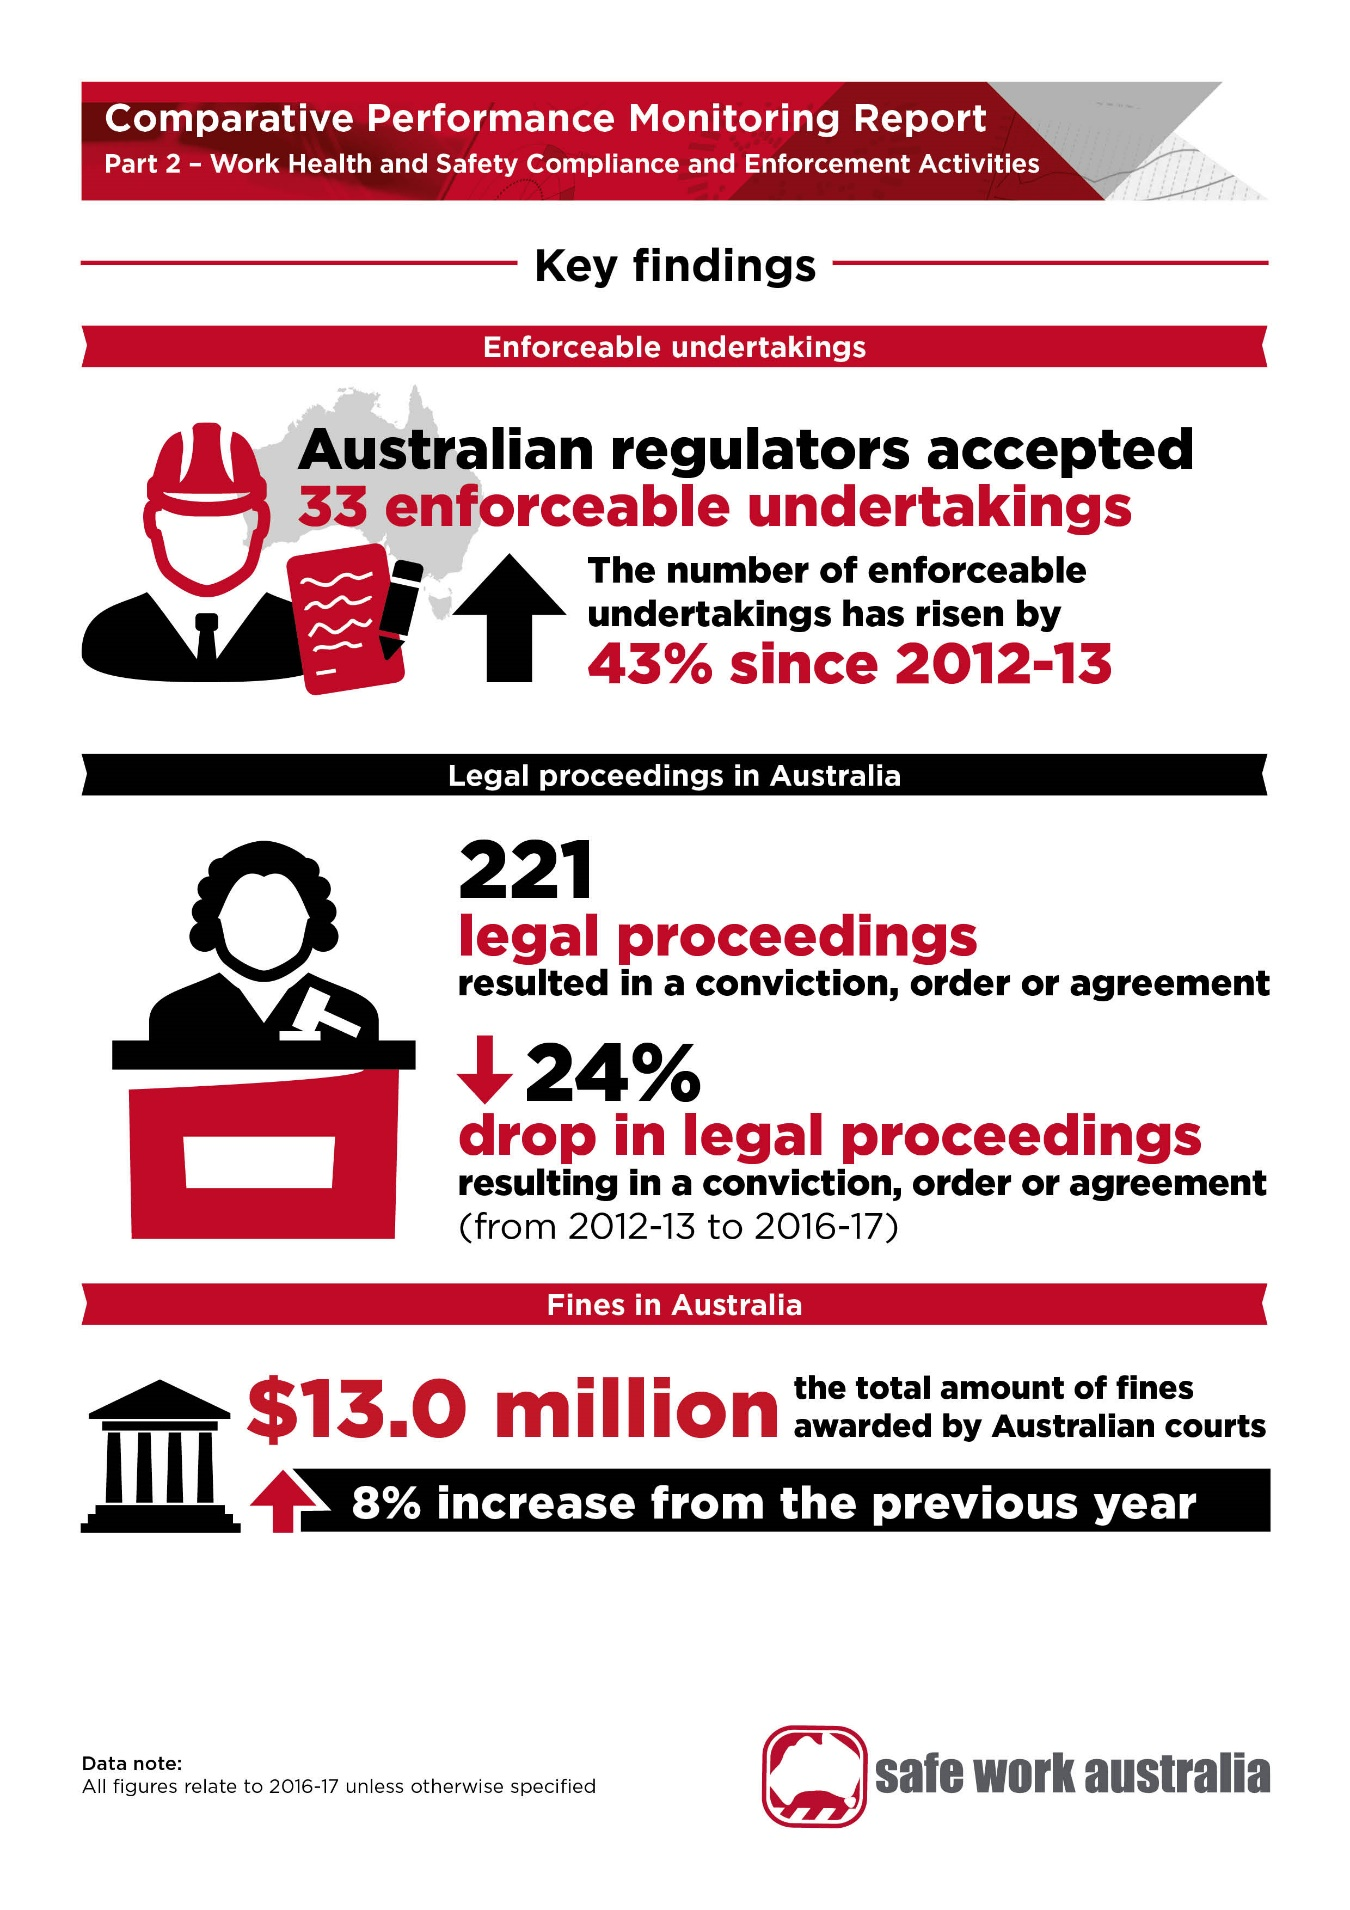 Comparative Performance Monitoring Report
Part 2 – Work Health and Safety Compliance and Enforcement Activities
Key findings
Enforceable undertakings
Australian regulators accepted
33 enforceable undertakings
The number of enforceable
undertakings has risen by
43% since 2012-13
Legal proceedings in Australia
221
legal proceedings
resulted in a conviction, order or agreement
24%
drop in legal proceedings
resulting in a conviction, order or agreement
(from 2012-13 to 2016-17)
Fines in Australia
$13.0 million
the total amount of fines
awarded by Australian courts
8% increase from the previous year
Data note:
All figures relate to 2016-17 unless otherwise specified
safe work australia